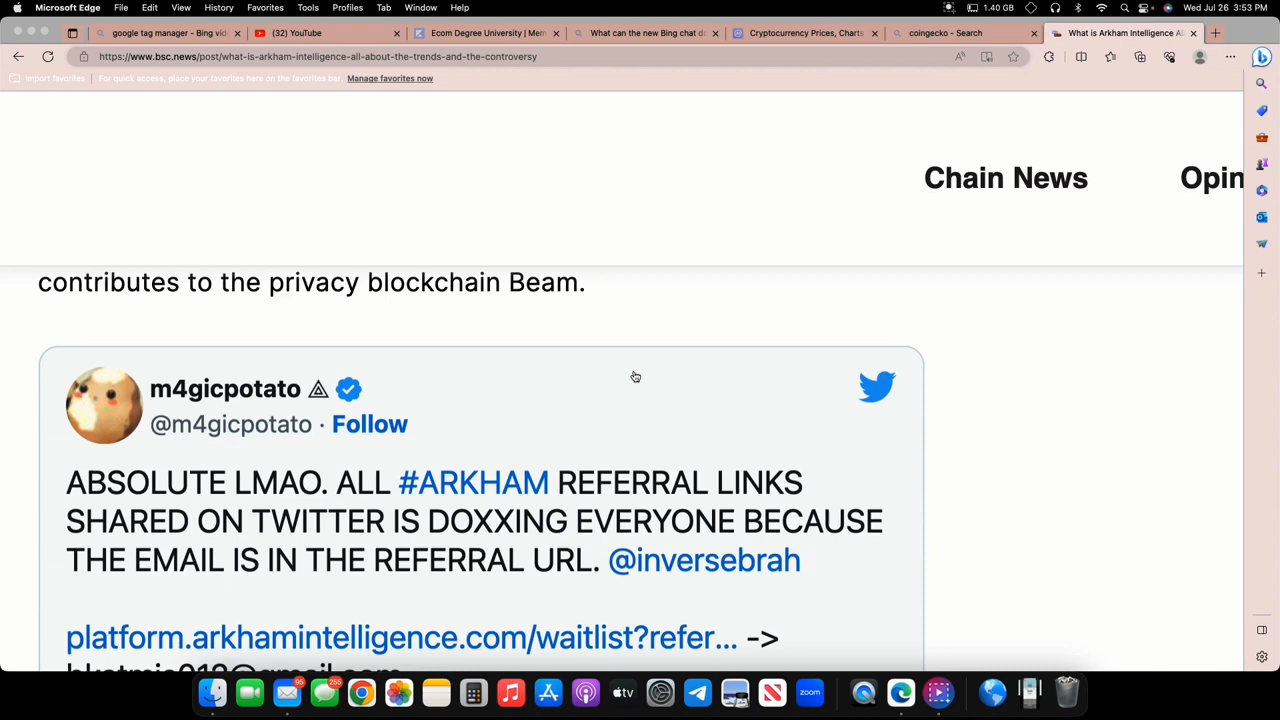 Microsoft Edge File Edit View History Favorites Tools Profiles Tab Window Help 1.40 GB Wed Jul 26 3:53 PM
google tag manager - Bing vide (32) YouTube Ecom Degree University | Mem What can the new Bing chat d Cryptocurrency Prices, Charts coingecko - Search What is Arkham Intelligence Al
https://www.bsc.news/post/what-is-arkham-intelligence-all-about-the-trends-and-the-controversy
Import favorites For quick access, place your favorites here on the favorites bar. Manage favorites now
Chain News Opin
contributes to the privacy blockchain Beam.
m4gicpotato
@m4gicpotato · Follow
ABSOLUTE LMAO. ALL #ARKHAM REFERRAL LINKS
SHARED ON TWITTER IS DOXXING EVERYONE BECAUSE
THE EMAIL IS IN THE REFERRAL URL. @inversebrah
platform.arkhamintelligence.com/waitlist?refer... ->
95 255 tv zoom